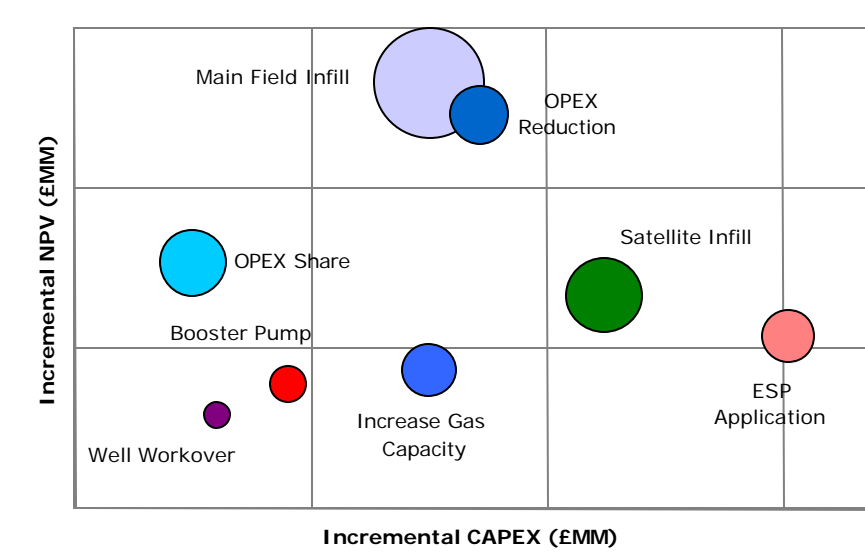 Main Field Infill
OPEX
Reduction
Satellite Infill
OPEX Share
Booster Pump
ESP
Application
Increase Gas
Capacity
Well Workover
Incremental NPV (£MM)
Incremental CAPEX (£MM)